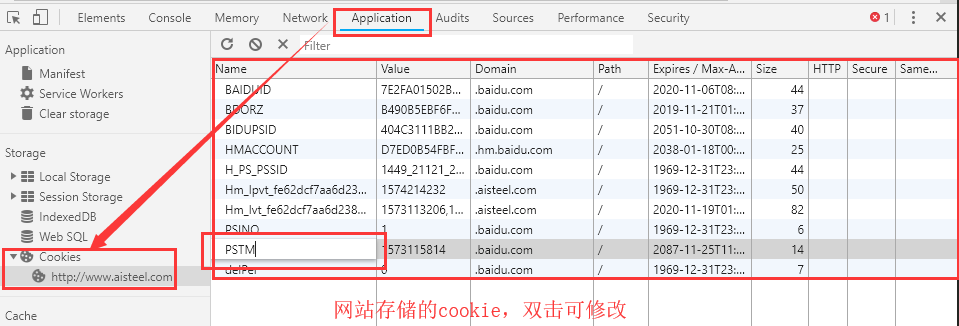 Elements Console Memory Network Application Audits Sources Performance Security 1
Application
Manifest
Service Workers
Clear storage
Storage
Local Storage
Session Storage
IndexedDB
Web SQL
Cookies
http://www.aisteel.com
Cache
Filter
Name Value Domain Path Expires / Max-A... Size HTTP Secure Same...
BAIDUID 7E2FA01502B... .baidu.com / 2020-11-06T08:... 44
BDORZ B490B5EBF6F... .baidu.com / 2019-11-21T01:... 37
BIDUPSID 404C3111BB2... .baidu.com / 2051-10-30T08:... 40
HMACCOUNT D7ED0B54FBF... .hm.baidu.com / 2038-01-18T00:... 25
H_PS_PSSID 1449_21121_2... .baidu.com / 1969-12-31T23:... 44
Hm_lpvt_fe62dcf7aa6d23... 1574214232 .aisteel.com / 1969-12-31T23:... 50
Hm_lvt_fe62dcf7aa6d238... 1573113206,1... .aisteel.com / 2020-11-19T01:... 82
PSINO 1 .baidu.com / 1969-12-31T23:... 6
PSTM 1573115814 .baidu.com / 2087-11-25T11:... 14
delPer 0 .baidu.com / 1969-12-31T23:... 7
网站存储的cookie，双击可修改